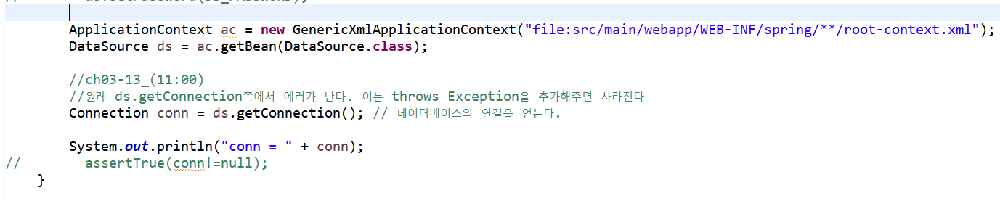 ApplicationContext ac = new GenericXmlApplicationContext("file:src/main/webapp/WEB-INF/spring/**/root-context.xml");
DataSource ds = ac.getBean(DataSource.class);
//ch03-13_(11:00)
//원레 ds.getConnection쪽에서 에러가 난다. 이는 throws Exception을 추가해주면 사라진다
Connection conn = ds.getConnection(); // 데이터베이스의 연결을 얻는다.
System.out.println("conn = " + conn);
// assertTrue(conn!=null);
}